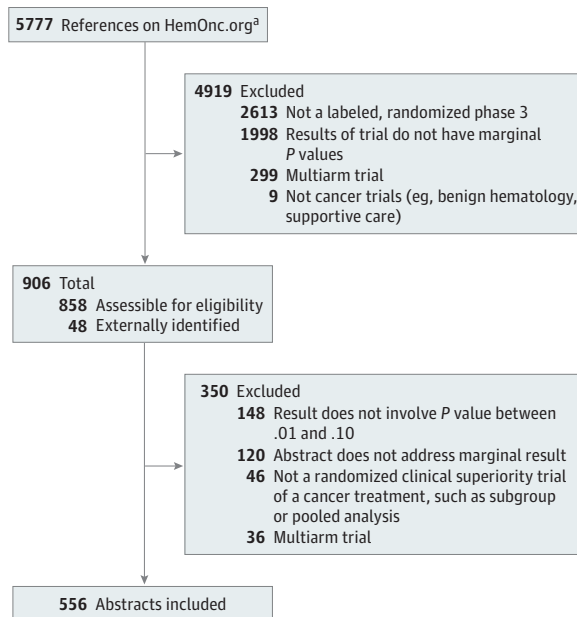 5777 References on HemOnc.orgᵃ
4919 Excluded
2613 Not a labeled, randomized phase 3
1998 Results of trial do not have marginal
P values
299 Multiarm trial
9 Not cancer trials (eg, benign hematology,
supportive care)
906 Total
858 Assessible for eligibility
48 Externally identified
350 Excluded
148 Result does not involve P value between
.01 and .10
120 Abstract does not address marginal result
46 Not a randomized clinical superiority trial
of a cancer treatment, such as subgroup
or pooled analysis
36 Multiarm trial
556 Abstracts included